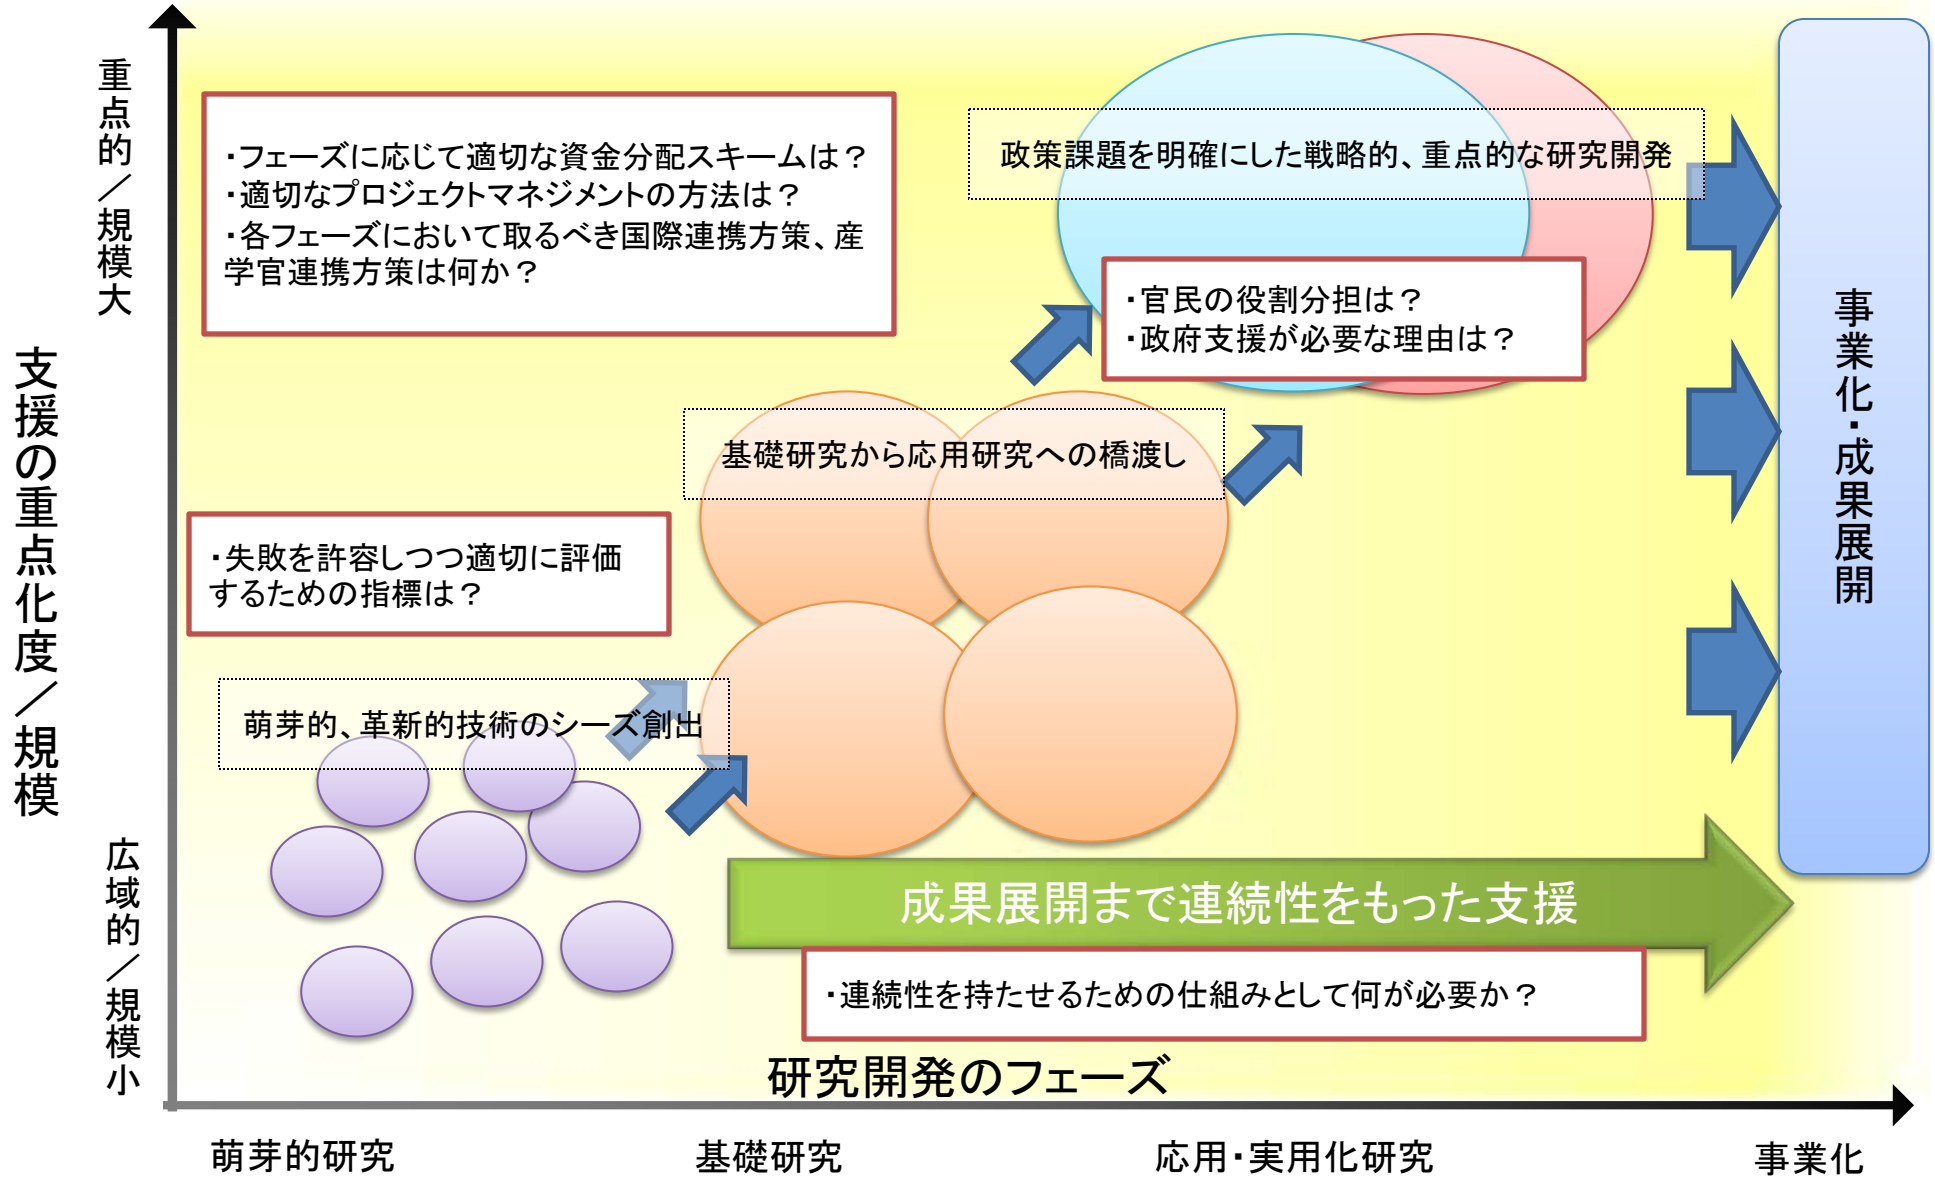 支援の重点化度／規模
重点的／規模大
広域的／規模小
・フェーズに応じて適切な資金分配スキームは？
・適切なプロジェクトマネジメントの方法は？
・各フェーズにおいて取るべき国際連携方策、産
学官連携方策は何か？
政策課題を明確にした戦略的、重点的な研究開発
・官民の役割分担は？
・政府支援が必要な理由は？
基礎研究から応用研究への橋渡し
・失敗を許容しつつ適切に評価
するための指標は？
萌芽的、革新的技術のシーズ創出
事業化・成果展開
成果展開まで連続性をもった支援
・連続性を持たせるための仕組みとして何が必要か？
研究開発のフェーズ
萌芽的研究
基礎研究
応用・実用化研究
事業化